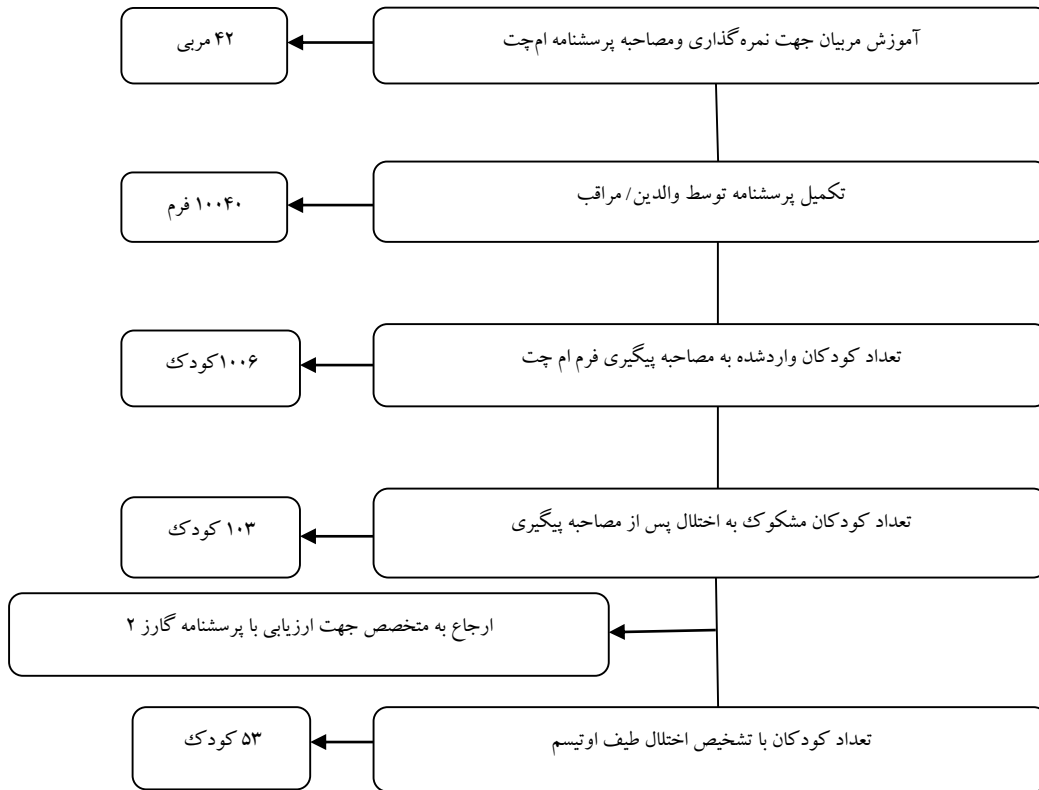 آموزش مربیان جهت نمره‌گذاری ومصاحبه پرسشنامه ام‌چت
۴۲ مربی
تکمیل پرسشنامه توسط والدین/ مراقب
۱۰۰۴۰ فرم
تعداد کودکان واردشده به مصاحبه پیگیری فرم ام چت
۱۰۰۶کودک
تعداد کودکان مشکوک به اختلال پس از مصاحبه پیگیری
۱۰۳ کودک
ارجاع به متخصص جهت ارزیابی با پرسشنامه گارز ۲
تعداد کودکان با تشخیص اختلال طیف اوتیسم
۵۳ کودک